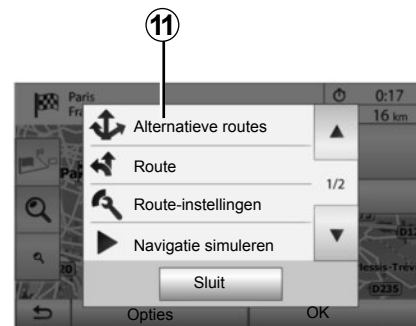 11
Paris
0:17
Fra
16 km
Alternatieve routes
Route
1/2
Route-instellingen
Navigatie simuleren
Sluit
D235
Opties
OK